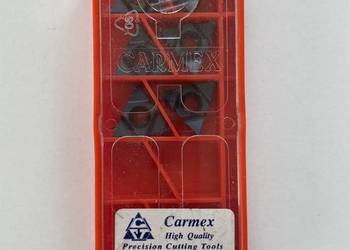 CARMEX
Carmex
High Quality
Precision Cutting Tools